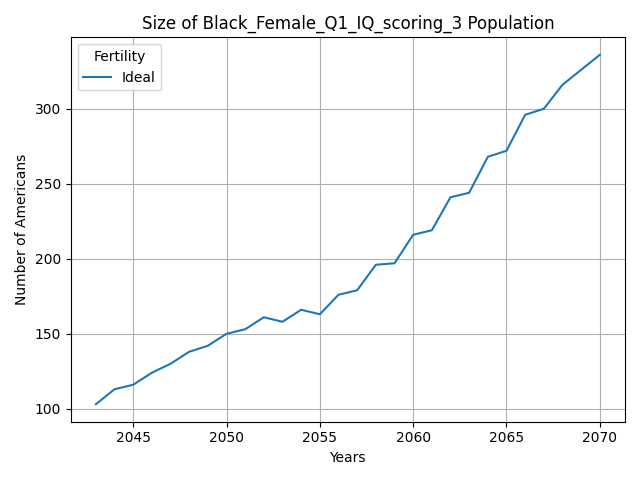 Size of Black_Female_Q1_IQ_scoring_3 Population
Fertility
Ideal
Number of Americans
300
250
200
150
100
2045 2050 2055 2060 2065 2070
Years